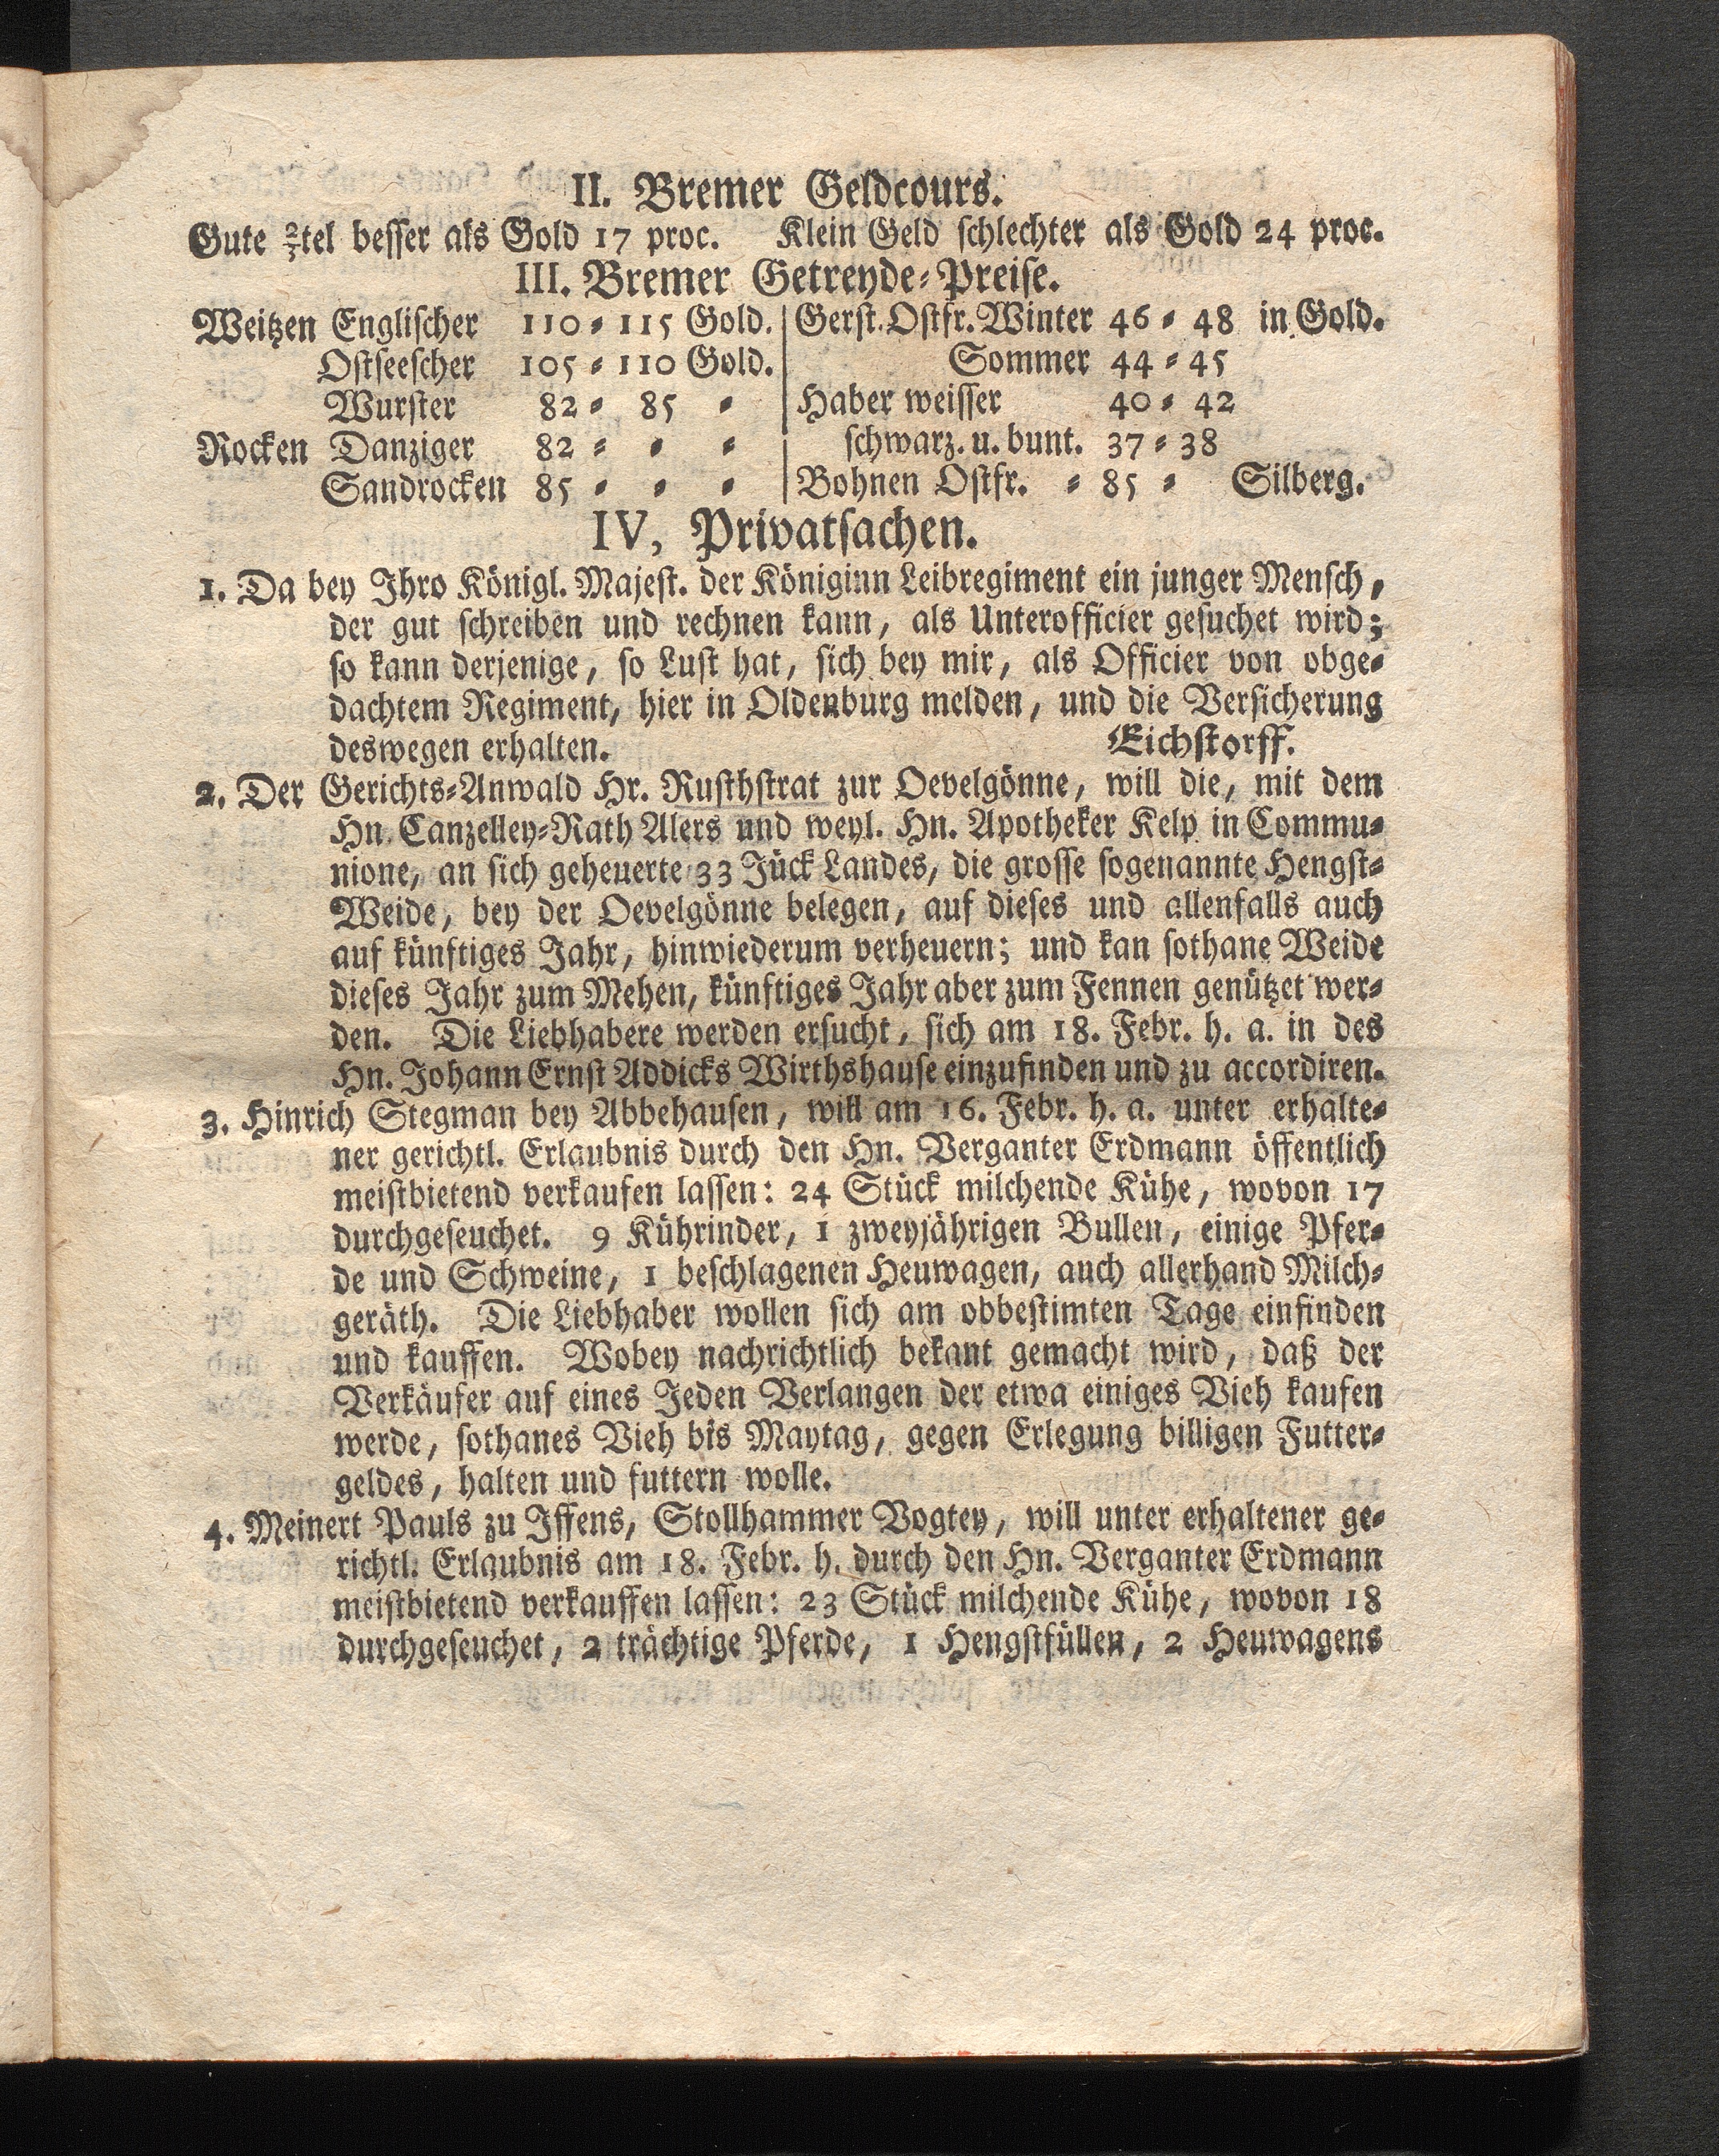 II. Bremer Geldcours.
Gute ⅔tel besser als Gold 17 proc. Klein Geld schlechter als Gold 24 proc.
III. Bremer Getreyde-Preise.
Weitzen Englischer 110 - 115 Gold. | Gerst. Ostfr. Winter 46 - 48 in Gold.
Ostseescher 105 - 110 Gold. | Sommer 44 - 45
Wurster 82 - 85 - | Haber weisser 40 - 42
Rocken Danziger 82 - - - | schwarz. u. bunt. 37 - 38
Sandrocken 85 - - - | Bohnen Ostfr. - 85 - Silberg.
IV, Privatsachen.
1. Da bey Ihro Königl. Majest. der Königinn Leibregiment ein junger Mensch,
der gut schreiben und rechnen kann, als Unterofficier gesuchet wird;
so kann derjenige, so Lust hat, sich bey mir, als Officier von obge-
dachtem Regiment, hier in Oldenburg melden, und die Versicherung
deswegen erhalten. Eichstorff.
2. Der Gerichts-Anwald Hr. Rusthstrat zur Oevelgönne, will die, mit dem
Hn. Canzelley-Rath Alers und weyl. Hn. Apotheker Kelp in Commu-
nione, an sich geheuerte 33 Jück Landes, die grosse sogenannte Hengst-
Weide, bey der Oevelgönne belegen, auf dieses und allenfalls auch
auf künftiges Jahr, hinwiederum verheuern; und kan sothane Weide
dieses Jahr zum Mehen, künftiges Jahr aber zum Fennen genützet wer-
den. Die Liebhabere werden ersucht, sich am 18. Febr. h. a. in des
Hn. Johann Ernst Addicks Wirthshause einzufinden und zu accordiren.
3. Hinrich Stegman bey Abbehausen, will am 16. Febr. h. a. unter erhalte-
ner gerichtl. Erlaubnis durch den Hn. Verganter Erdmann öffentlich
meistbietend verkaufen lassen: 24 Stück milchende Kühe, wovon 17
durchgeseuchet. 9 Kührinder, 1 zweyjährigen Bullen, einige Pfer-
de und Schweine, 1 beschlagenen Heuwagen, auch allerhand Milch-
geräth. Die Liebhaber wollen sich am obbestimten Tage einfinden
und kauffen. Wobey nachrichtlich bekant gemacht wird, daß der
Verkäufer auf eines Jeden Verlangen der etwa einiges Vieh kaufen
werde, sothanes Vieh bis Maytag, gegen Erlegung billigen Futter-
geldes, halten und futtern wolle.
4. Meinert Pauls zu Iffens, Stollhammer Vogtey, will unter erhaltener ge-
richtl. Erlaubnis am 18. Febr. h. durch den Hn. Verganter Erdmann
meistbietend verkauffen lassen: 23 Stück milchende Kühe, wovon 18
durchgeseuchet, 2 trächtige Pferde, 1 Hengstfüllen, 2 Heuwagens